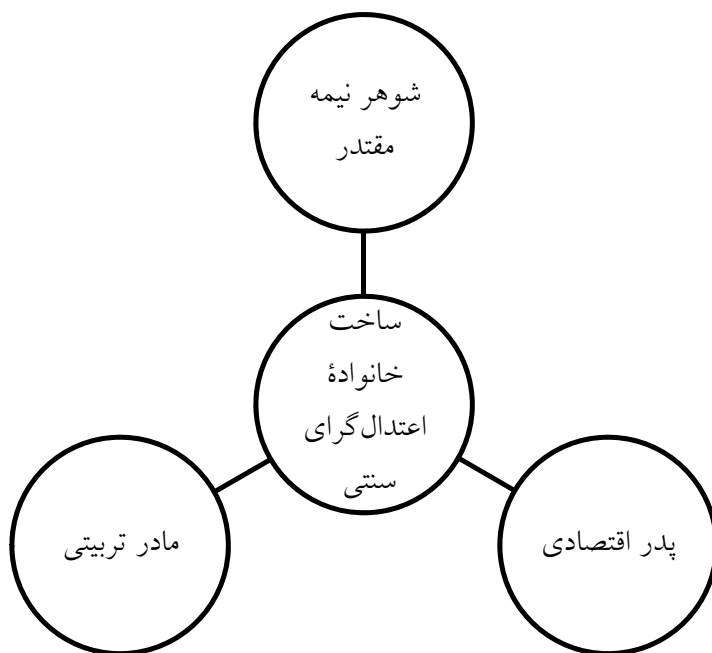 شوهر نیمه
مقتدر
ساخت
خانوادهٔ
اعتدال‌گرای
سنتی
پدر اقتصادی
مادر تربیتی